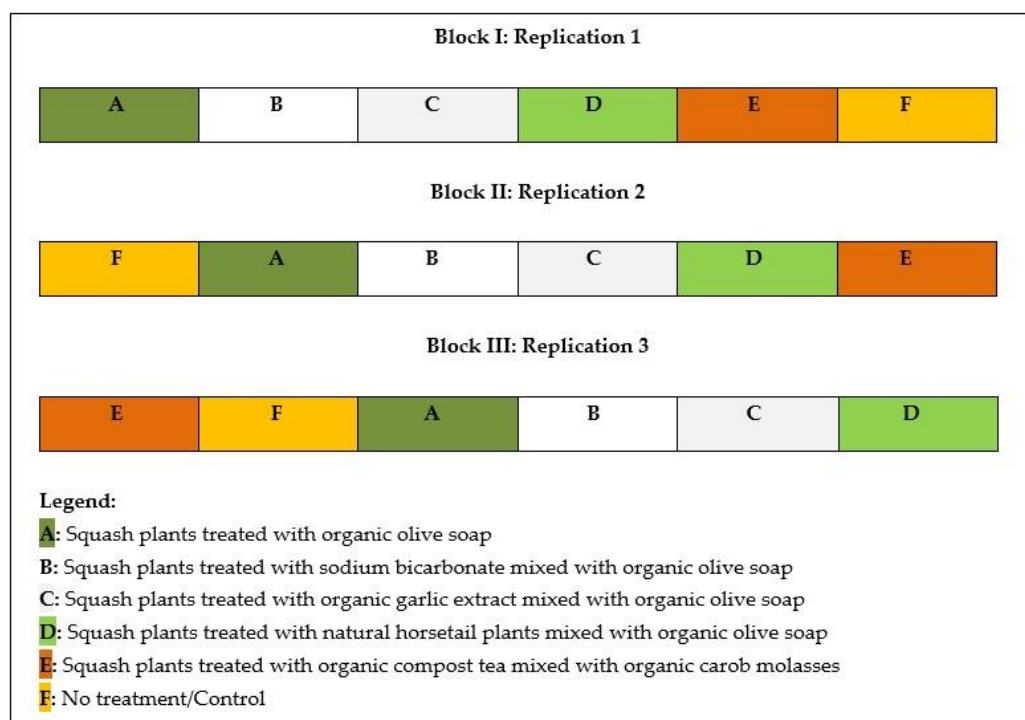 Block I: Replication 1
A B C D E F
Block II: Replication 2
F A B C D E
Block III: Replication 3
E F A B C D
Legend:
A: Squash plants treated with organic olive soap
B: Squash plants treated with sodium bicarbonate mixed with organic olive soap
C: Squash plants treated with organic garlic extract mixed with organic olive soap
D: Squash plants treated with natural horsetail plants mixed with organic olive soap
E: Squash plants treated with organic compost tea mixed with organic carob molasses
F: No treatment/Control